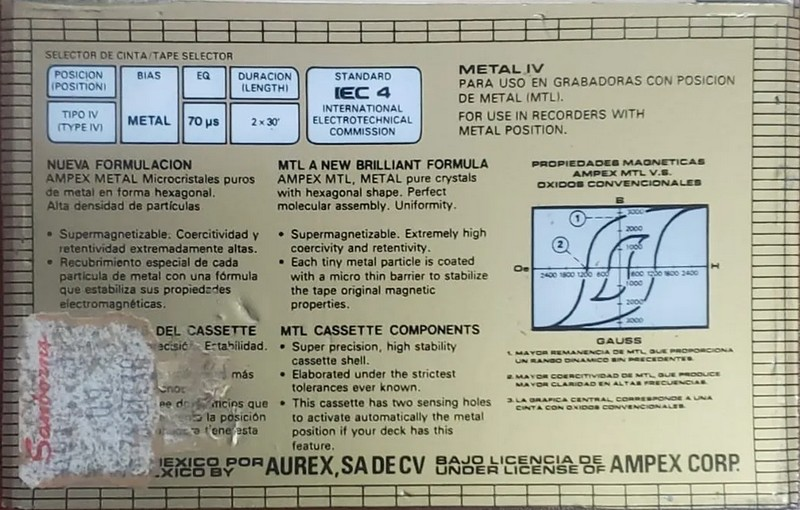 SELECTOR DE CINTA/TAPE SELECTOR
POSICION
(POSITION)
BIAS
EQ
DURACION
(LENGTH)
TIPO IV
(TYPE IV)
METAL
70 µs
2 x 30'
STANDARD
IEC 4
INTERNATIONAL
ELECTROTECHNICAL
COMMISSION
METAL IV
PARA USO EN GRABADORAS CON POSICION
DE METAL (MTL).
FOR USE IN RECORDERS WITH
METAL POSITION.
NUEVA FORMULACION
AMPEX METAL Microcristales puros
de metal en forma hexagonal.
Alta densidad de partículas
• Supermagnetizable. Coercitividad y
retentividad extremadamente altas.
• Recubrimiento especial de cada
partícula de metal con una fórmula
que estabiliza sus propiedades
electromagnéticas.
DEL CASSETTE
Estabilidad.
más
que
la posición
esta
MTL A NEW BRILLIANT FORMULA
AMPEX MTL, METAL pure crystals
with hexagonal shape. Perfect
molecular assembly. Uniformity.
• Supermagnetizable. Extremely high
coercivity and retentivity.
• Each tiny metal particle is coated
with a micro thin barrier to stabilize
the tape original magnetic
properties.
MTL CASSETTE COMPONENTS
• Super precision, high stability
cassette shell.
• Elaborated under the strictest
tolerances ever known.
• This cassette has two sensing holes
to activate automatically the metal
position if your deck has this
feature.
PROPIEDADES MAGNETICAS
AMPEX MTL V.S.
OXIDOS CONVENCIONALES
B
1
3000
2000
2
1000
Oe
H
2400 1800 1200 600
600 1200 1800 2400
1000
2000
3000
GAUSS
1. MAYOR REMANENCIA DE MTL, QUE PROPORCIONA
UN RANGO DINAMICO SIN PRECEDENTES.
2. MAYOR COERCITIVIDAD DE MTL, QUE PRODUCE
MAYOR CLARIDAD EN ALTAS FRECUENCIAS.
3. LA GRAFICA CENTRAL, CORRESPONDE A UNA
CINTA CON OXIDOS CONVENCIONALES.
Sanborns
MEXICO POR
MEXICO BY
AUREX, SA DE CV
BAJO LICENCIA DE
UNDER LICENSE OF
AMPEX CORP.